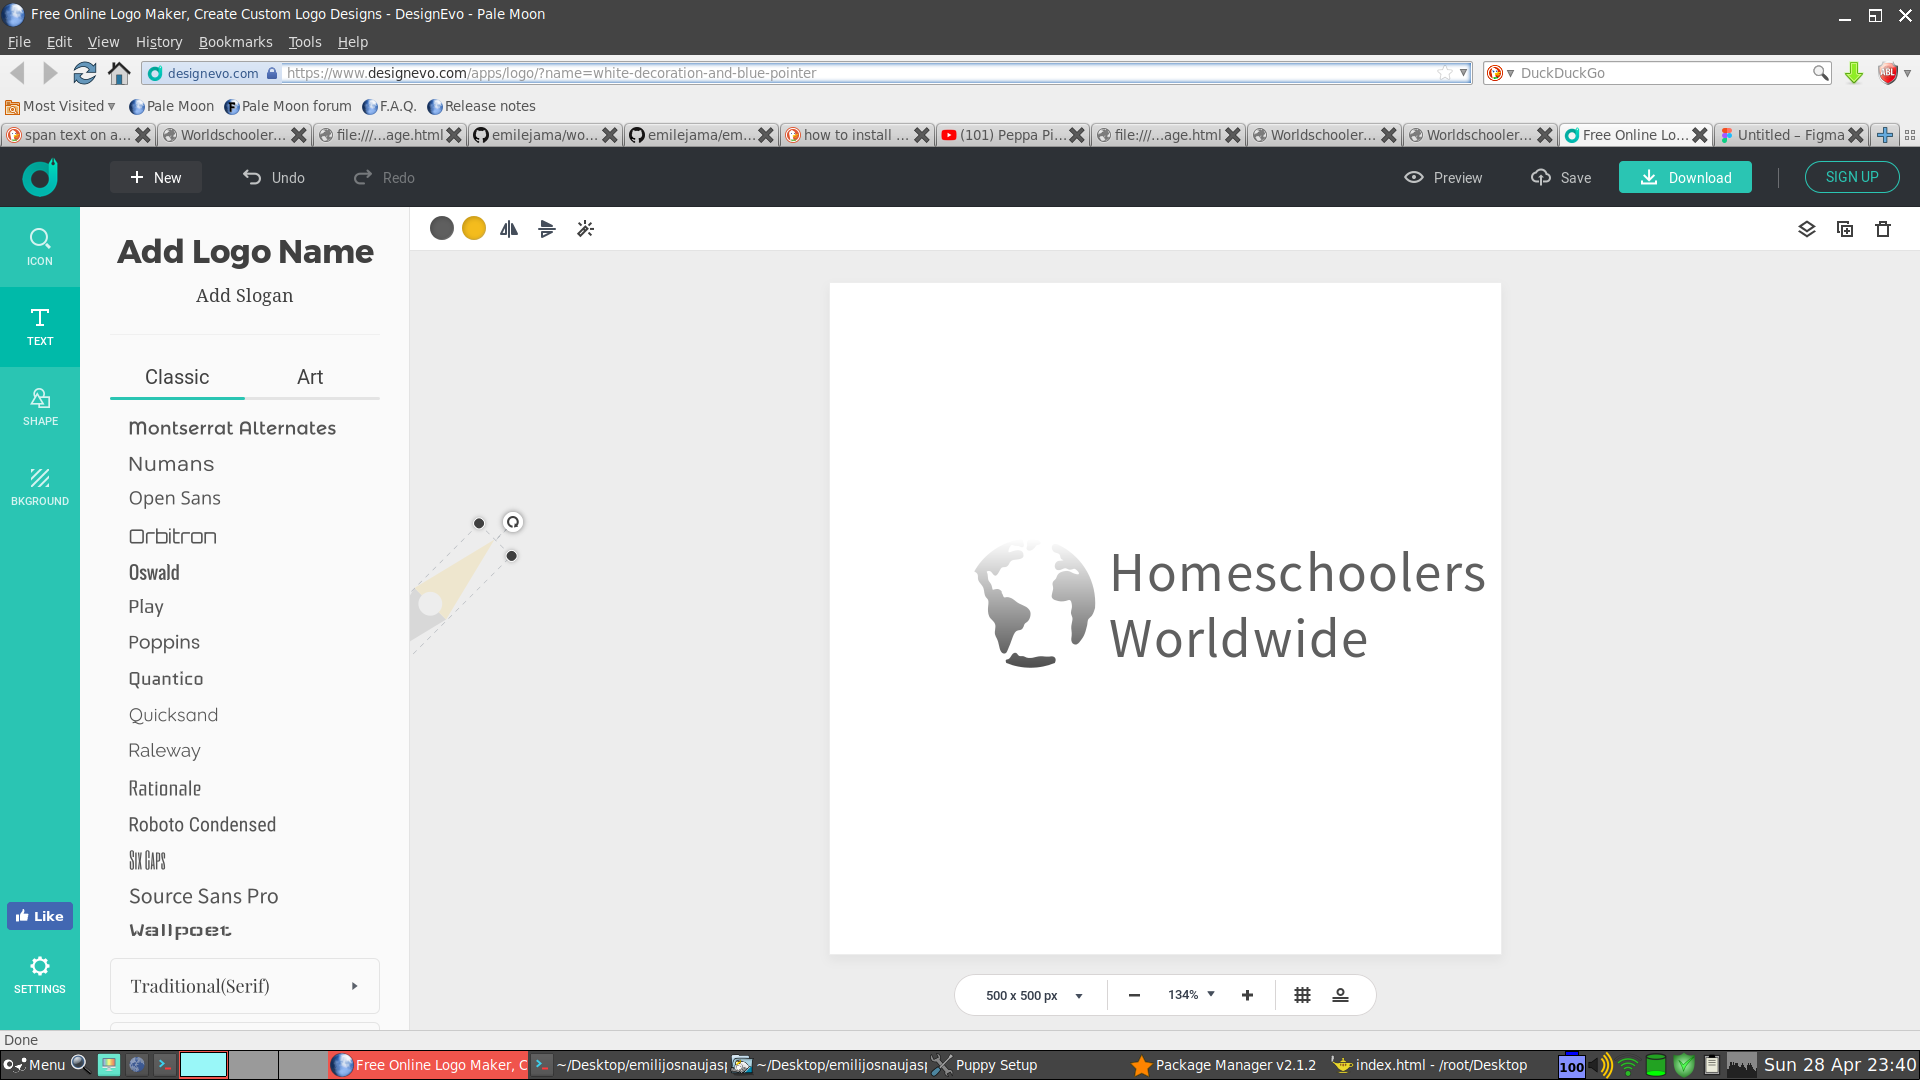 Free Online Logo Maker, Create Custom Logo Designs - DesignEvo - Pale Moon
File Edit View History Bookmarks Tools Help
designevo.com https://www.designevo.com/apps/logo/?name=white-decoration-and-blue-pointer DuckDuckGo ABL
Most Visited Pale Moon Pale Moon forum F.A.Q. Release notes
span text on a... Worldschooler... file:///...age.html emilejama/wo... emilejama/em... how to install ... (101) Peppa Pi... file:///...age.html Worldschooler... Worldschooler... Free Online Lo... Untitled – Figma
New Undo Redo Preview Save Download SIGN UP
ICON
TEXT
SHAPE
BKGROUND
Like
SETTINGS
Add Logo Name
Add Slogan
Classic Art
Montserrat Alternates
Numans
Open Sans
Orbitron
Oswald
Play
Poppins
Quantico
Quicksand
Raleway
Rationale
Roboto Condensed
Six Caps
Source Sans Pro
Wallpoet
Traditional(Serif)
Homeschoolers
Worldwide
500 x 500 px 134%
Done
Menu Free Online Logo Maker, C ~/Desktop/emilijosnaujasp ~/Desktop/emilijosnaujasp Puppy Setup Package Manager v2.1.2 index.html - /root/Desktop 100 Sun 28 Apr 23:40